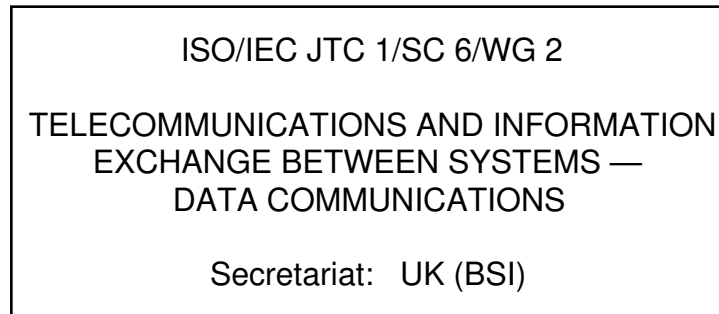 ISO/IEC JTC 1/SC 6/WG 2
TELECOMMUNICATIONS AND INFORMATION
EXCHANGE BETWEEN SYSTEMS —
DATA COMMUNICATIONS
Secretariat: UK (BSI)